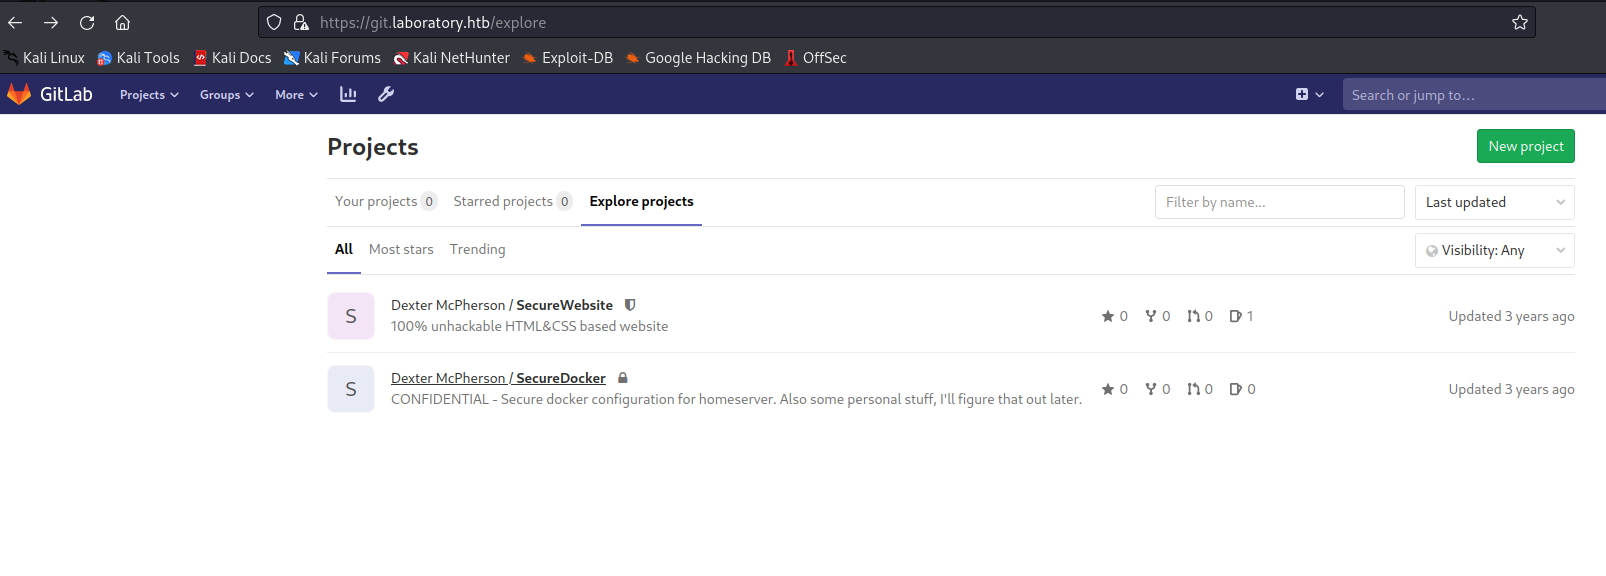 https://git.laboratory.htb/explore
Kali Linux Kali Tools Kali Docs Kali Forums Kali NetHunter Exploit-DB Google Hacking DB OffSec
GitLab Projects Groups More Search or jump to...
Projects New project
Your projects 0 Starred projects 0 Explore projects Filter by name... Last updated
All Most stars Trending Visibility: Any
S Dexter McPherson / SecureWebsite
100% unhackable HTML&CSS based website
0 0 0 1 Updated 3 years ago
S Dexter McPherson / SecureDocker
CONFIDENTIAL - Secure docker configuration for homeserver. Also some personal stuff, I'll figure that out later.
0 0 0 0 Updated 3 years ago